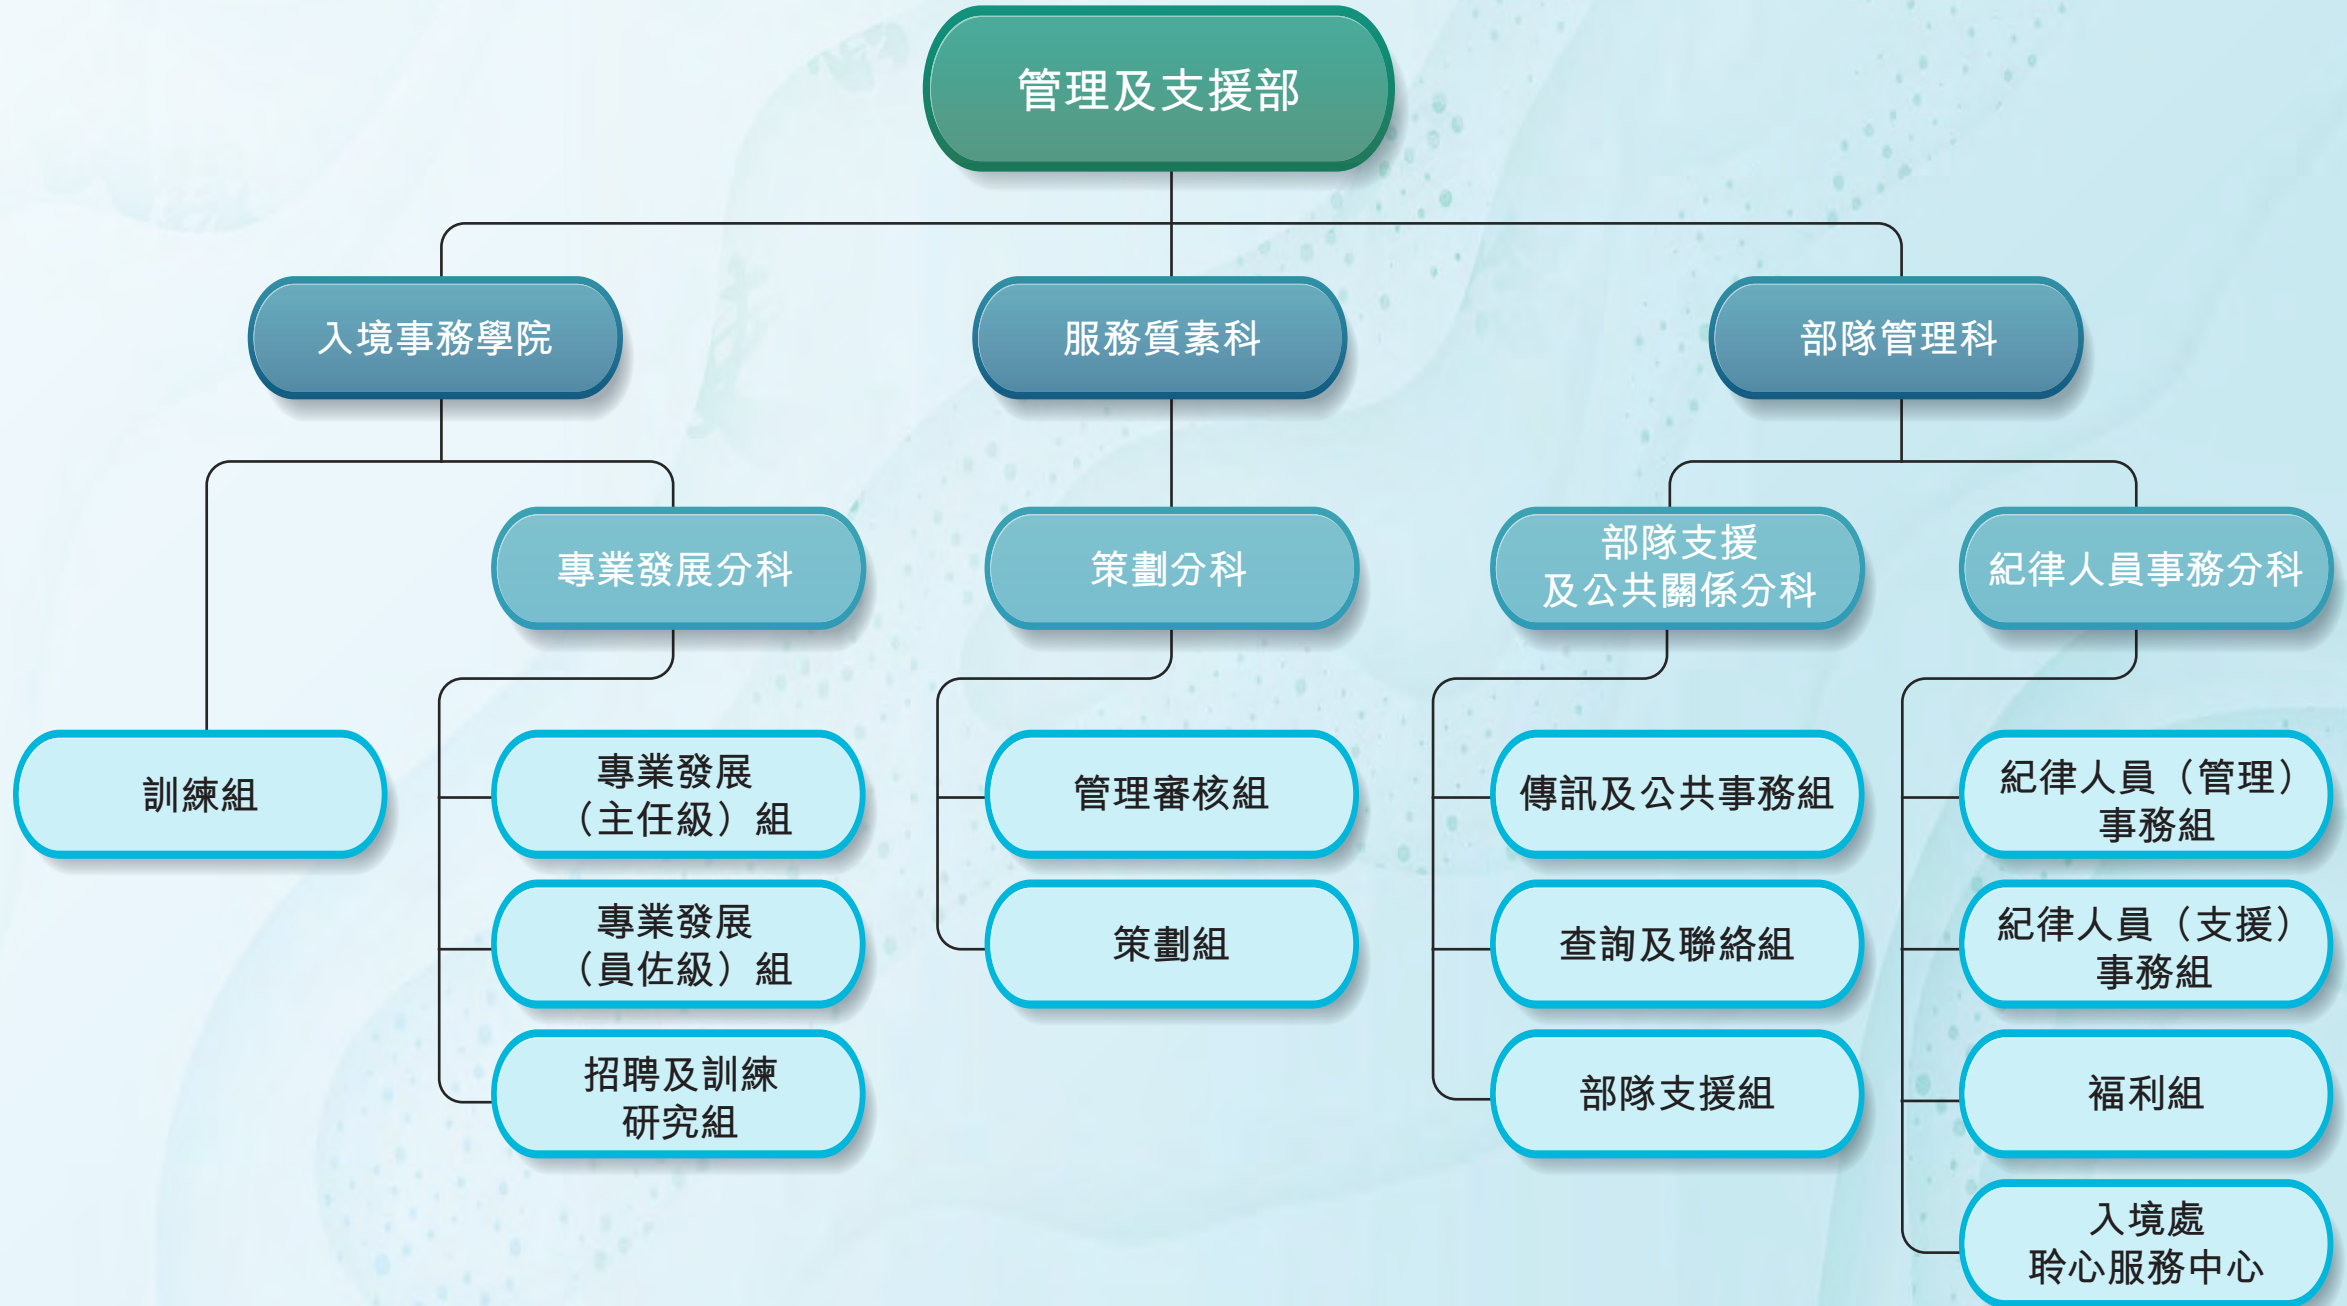 管理及支援部
入境事務學院
服務質素科
部隊管理科
專業發展分科
策劃分科
部隊支援
及公共關係分科
紀律人員事務分科
訓練組
專業發展
（主任級）組
管理審核組
傳訊及公共事務組
紀律人員（管理）
事務組
專業發展
（員佐級）組
策劃組
查詢及聯絡組
紀律人員（支援）
事務組
招聘及訓練
研究組
部隊支援組
福利組
入境處
聆心服務中心